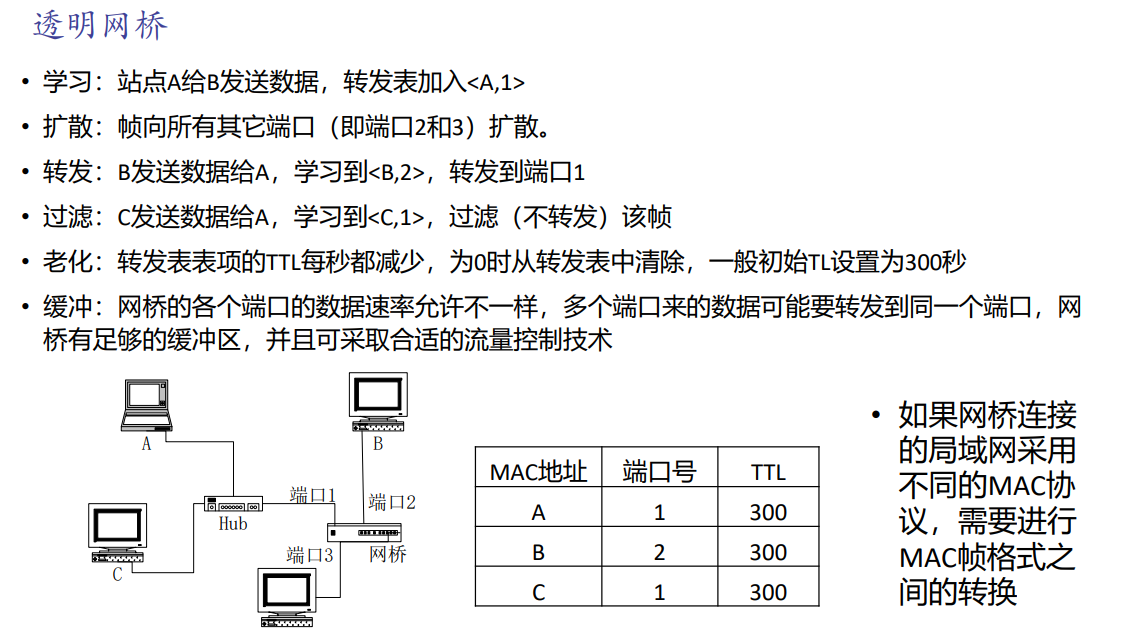 透明网桥
• 学习：站点A给B发送数据，转发表加入<A,1>
• 扩散：帧向所有其它端口（即端口2和3）扩散。
• 转发：B发送数据给A，学习到<B,2>，转发到端口1
• 过滤：C发送数据给A，学习到<C,1>，过滤（不转发）该帧
• 老化：转发表表项的TTL每秒都减少，为0时从转发表中清除，一般初始TL设置为300秒
• 缓冲：网桥的各个端口的数据速率允许不一样，多个端口来的数据可能要转发到同一个端口，网
桥有足够的缓冲区，并且可采取合适的流量控制技术
A
B
端口1
端口2
Hub
端口3
网桥
C
MAC地址 端口号 TTL
A 1 300
B 2 300
C 1 300
• 如果网桥连接
的局域网采用
不同的MAC协
议，需要进行
MAC帧格式之
间的转换